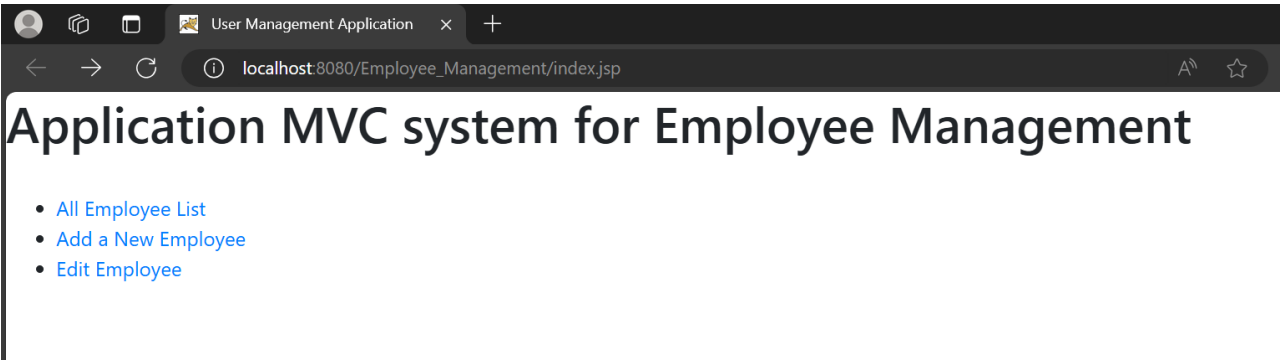 User Management Application
localhost:8080/Employee_Management/index.jsp
Application MVC system for Employee Management
All Employee List
Add a New Employee
Edit Employee